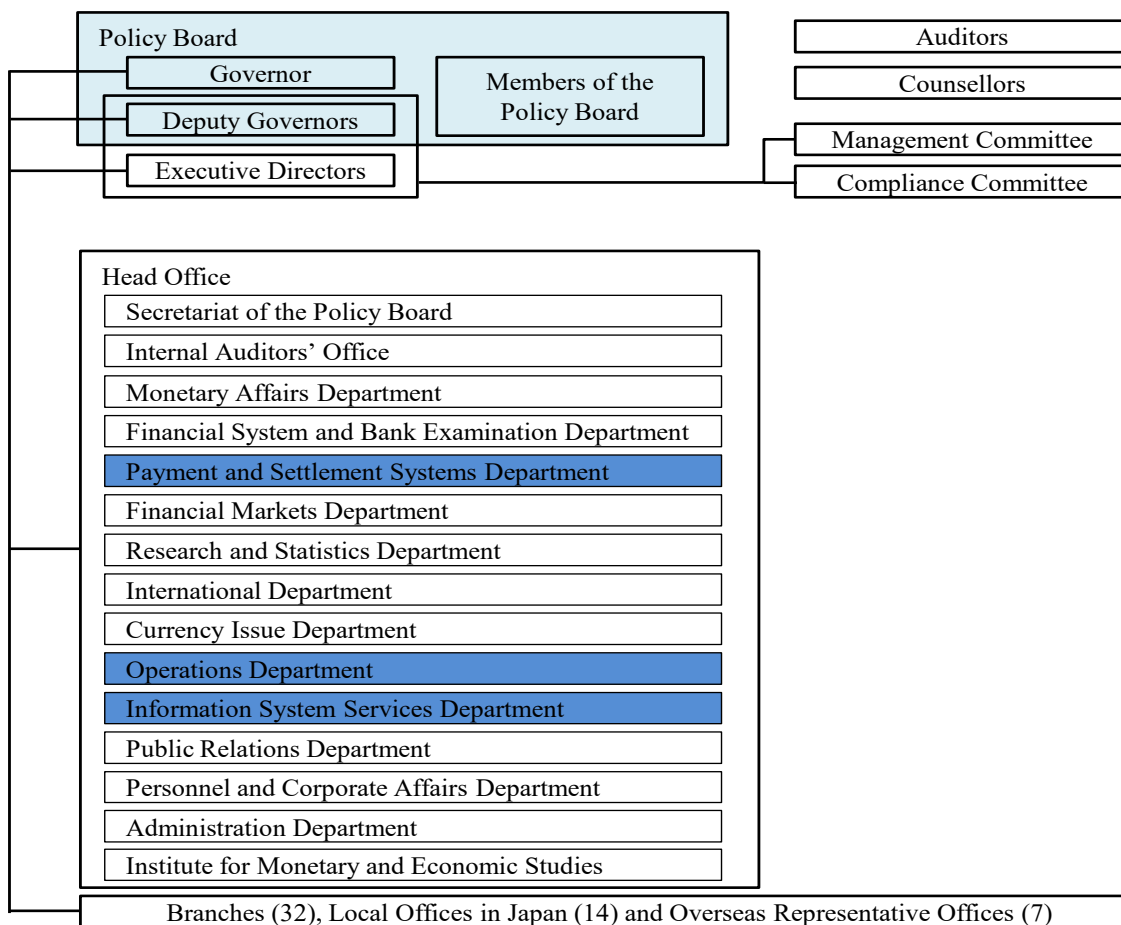 Policy Board
Governor
Deputy Governors
Executive Directors
Members of the
Policy Board
Auditors
Counsellors
Management Committee
Compliance Committee
Head Office
Secretariat of the Policy Board
Internal Auditors’ Office
Monetary Affairs Department
Financial System and Bank Examination Department
Payment and Settlement Systems Department
Financial Markets Department
Research and Statistics Department
International Department
Currency Issue Department
Operations Department
Information System Services Department
Public Relations Department
Personnel and Corporate Affairs Department
Administration Department
Institute for Monetary and Economic Studies
Branches (32), Local Offices in Japan (14) and Overseas Representative Offices (7)